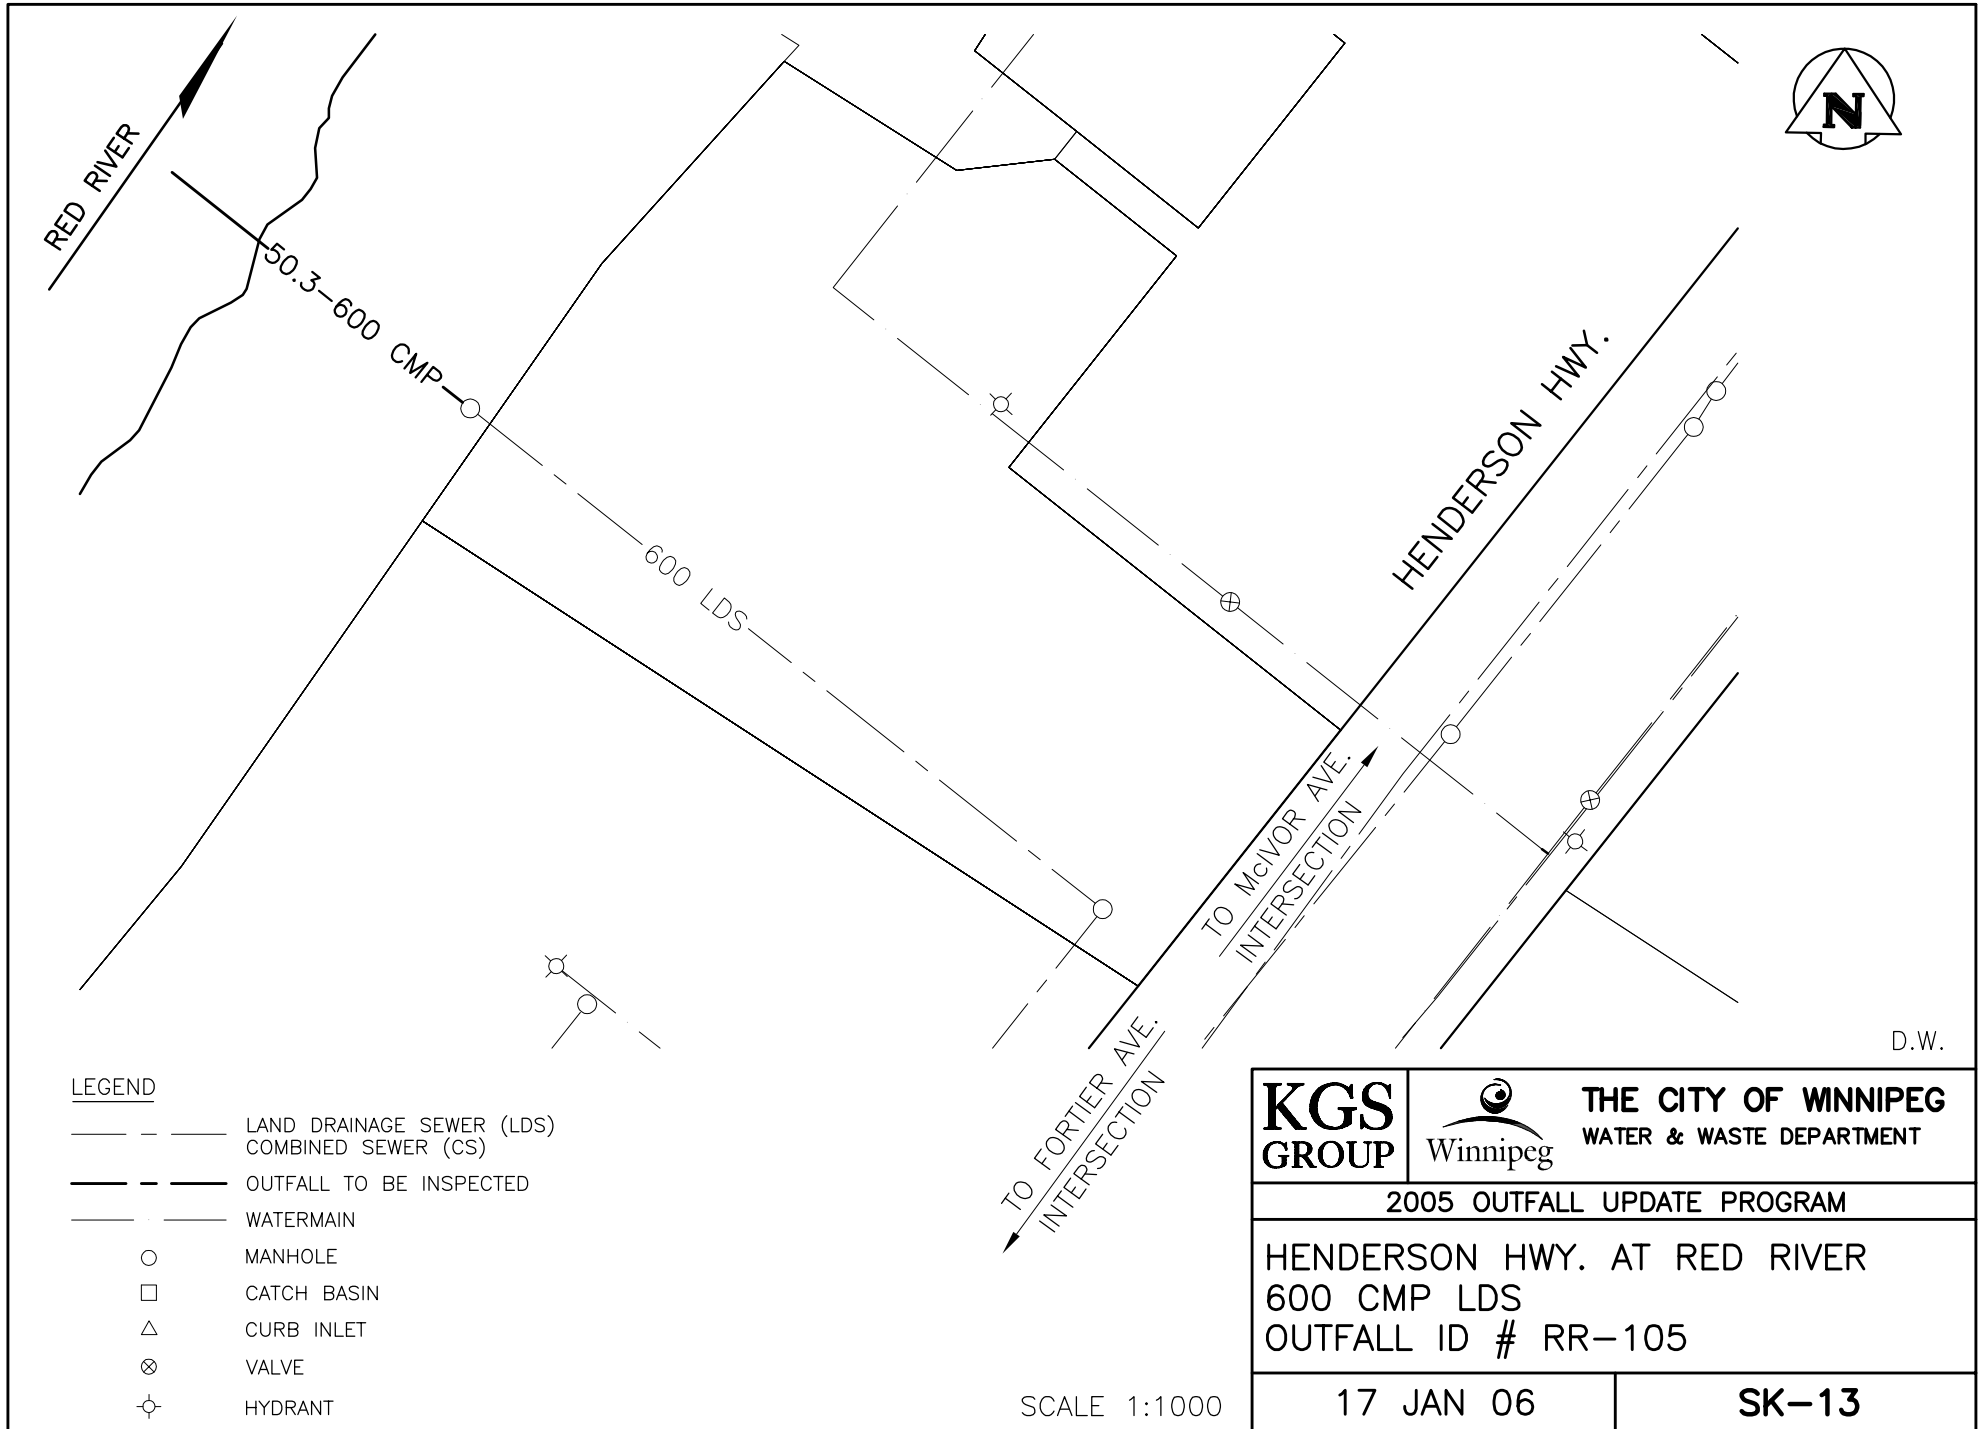 RED RIVER
50.3-600 CMP
600 LDS
HENDERSON HWY.
N
TO McIVOR AVE.
INTERSECTION
TO FORTIER AVE.
INTERSECTION
D.W.
LEGEND
LAND DRAINAGE SEWER (LDS)
COMBINED SEWER (CS)
OUTFALL TO BE INSPECTED
WATERMAIN
MANHOLE
CATCH BASIN
CURB INLET
VALVE
HYDRANT
SCALE 1:1000
KGS
GROUP
Winnipeg
THE CITY OF WINNIPEG
WATER & WASTE DEPARTMENT
2005 OUTFALL UPDATE PROGRAM
HENDERSON HWY. AT RED RIVER
600 CMP LDS
OUTFALL ID # RR-105
17 JAN 06
SK-13